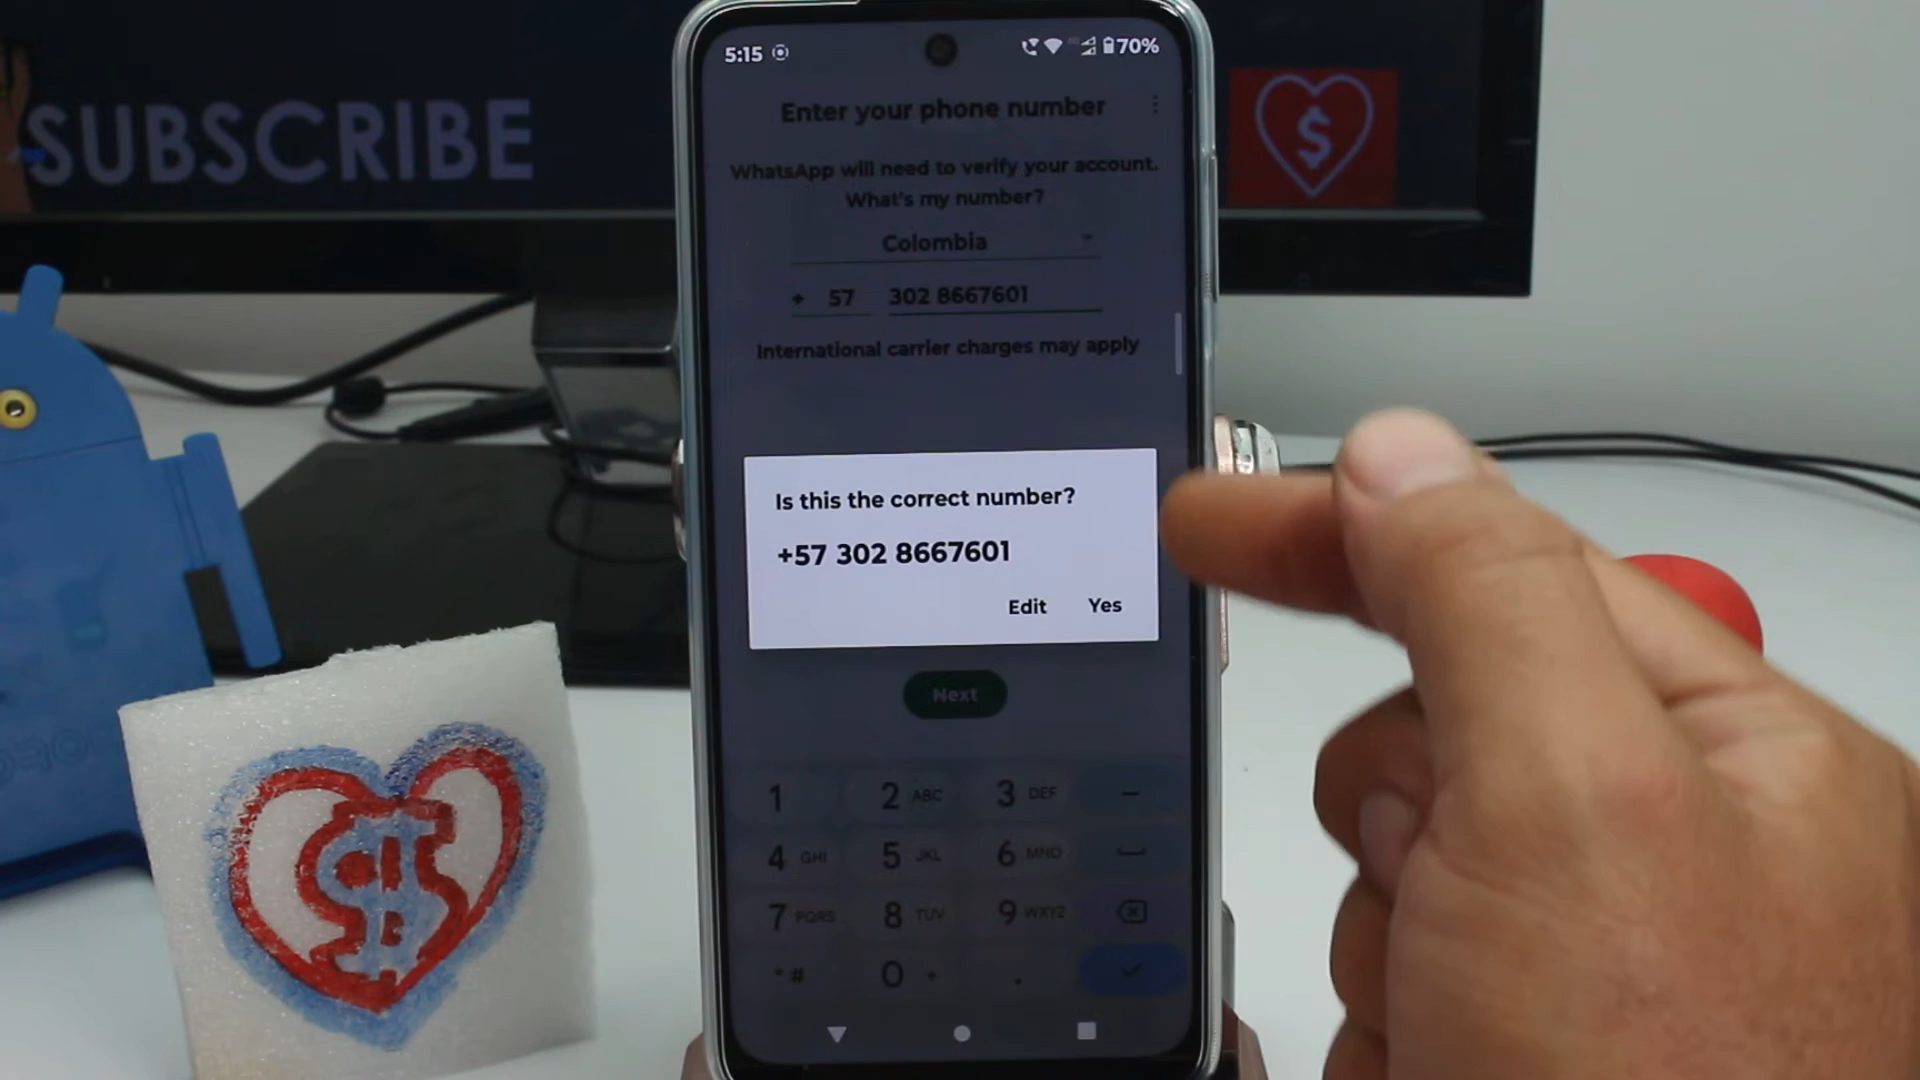 SUBSCRIBE
$
5:15 70%
Enter your phone number
WhatsApp will need to verify your account.
What's my number?
Colombia
+ 57 302 8667601
International carrier charges may apply
Is this the correct number?
+57 302 8667601
Edit Yes
Next
1 2 ABC 3 DEF –
4 GHI 5 JKL 6 MNO
7 PQRS 8 TUV 9 WXYZ
* # 0 + .
$